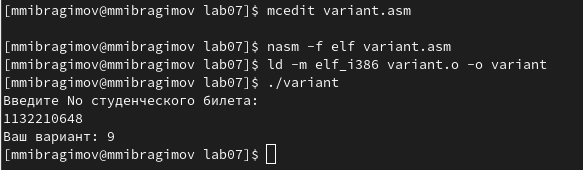 [mmibragimov@mmibragimov lab07]$ mcedit variant.asm
[mmibragimov@mmibragimov lab07]$ nasm -f elf variant.asm
[mmibragimov@mmibragimov lab07]$ ld -m elf_i386 variant.o -o variant
[mmibragimov@mmibragimov lab07]$ ./variant
Введите No студенческого билета:
1132210648
Ваш вариант: 9
[mmibragimov@mmibragimov lab07]$